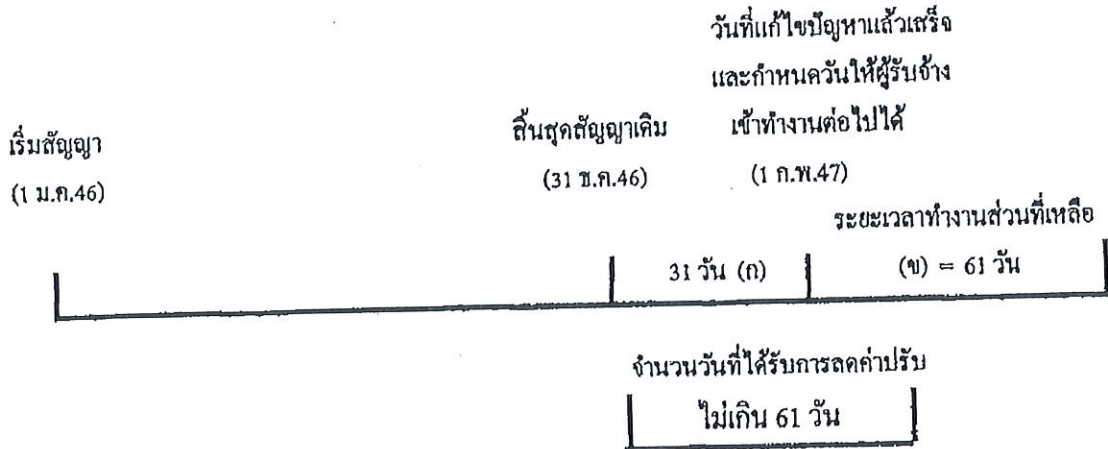 วันที่แก้ไขปัญหาแล้วเสร็จ
และกำหนดวันให้ผู้รับจ้าง
เริ่มสัญญา
สิ้นสุดสัญญาเดิม
เข้าทำงานต่อไปได้
(1 ม.ค.46)
(31 ธ.ค.46)
(1 ก.พ.47)
ระยะเวลาทำงานส่วนที่เหลือ
31 วัน (ก)
(ข) = 61 วัน
จำนวนวันที่ได้รับการลดค่าปรับ
ไม่เกิน 61 วัน